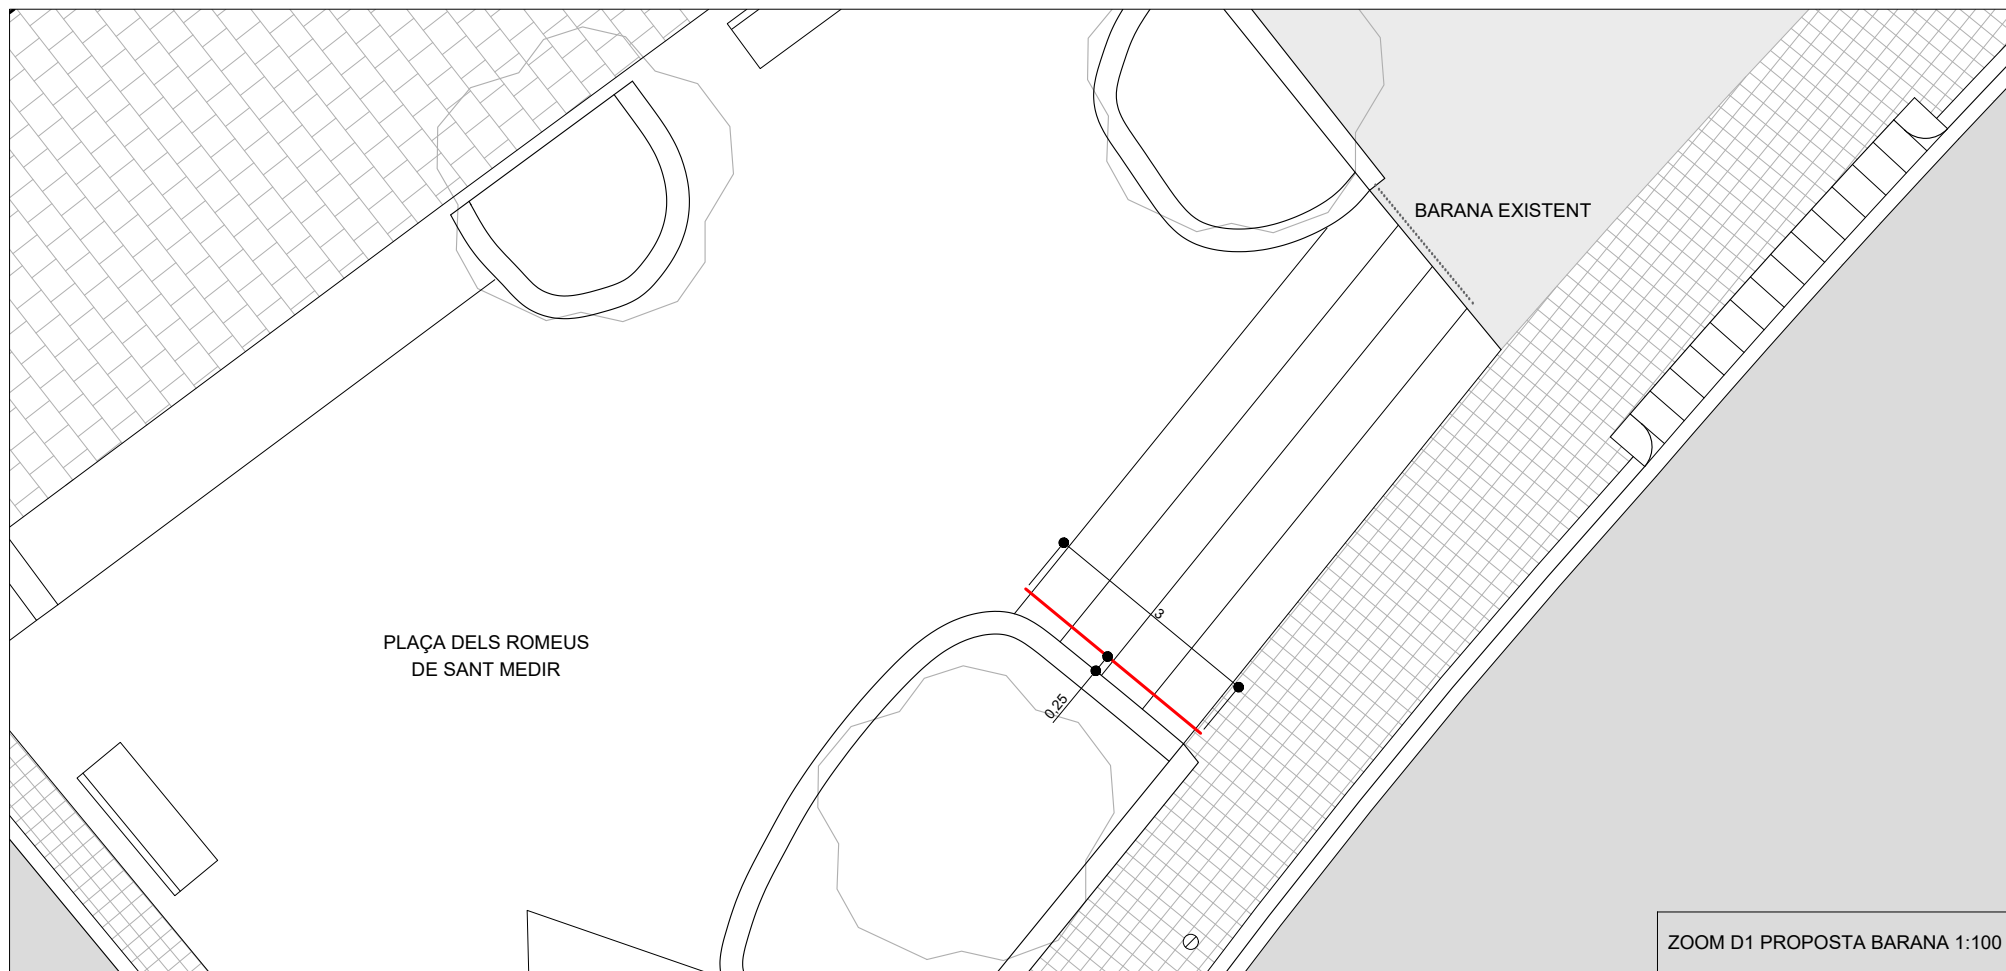 BARANA EXISTENT
3
0,25
PLAÇA DELS ROMEUS
DE SANT MEDIR
ZOOM D1 PROPOSTA BARANA 1:100